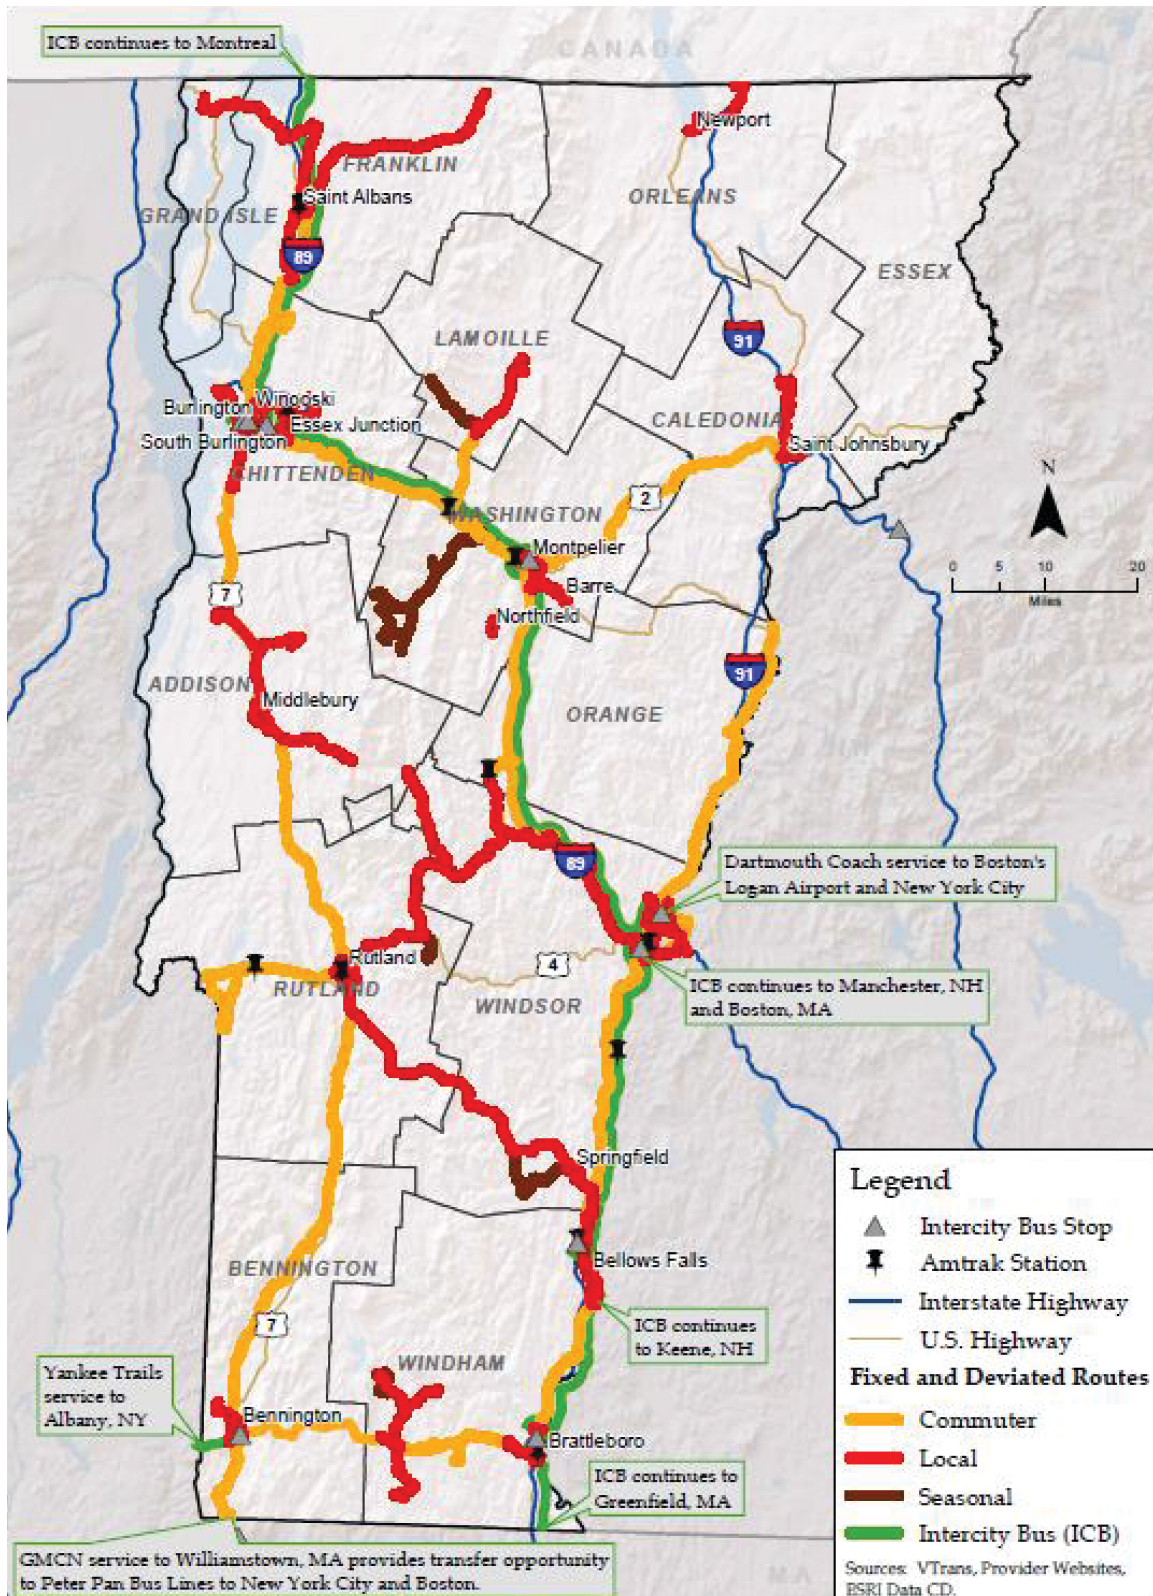 CANADA
ICB continues to Montreal
Newport
FRANKLIN
Saint Albans
ORLEANS
GRAND ISLE
89
ESSEX
LAMOILLE
91
Winooski
Burlington
Essex Junction
South Burlington
CALEDONIA
Saint Johnsbury
CHITTENDEN
N
2
WASHINGTON
Montpelier
0 5 10 20
Miles
Barre
7
Northfield
91
ADDISON
Middlebury
ORANGE
89
Dartmouth Coach service to Boston's
Logan Airport and New York City
Rutland
4
RUTLAND
WINDSOR
ICB continues to Manchester, NH
and Boston, MA
Springfield
BENNINGTON
Bellows Falls
7
ICB continues
to Keene, NH
WINDHAM
Yankee Trails
service to
Albany, NY
Bennington
Brattleboro
ICB continues to
Greenfield, MA
GMCN service to Williamstown, MA provides transfer opportunity
to Peter Pan Bus Lines to New York City and Boston.
MA
Legend
Intercity Bus Stop
Amtrak Station
Interstate Highway
U.S. Highway
Fixed and Deviated Routes
Commuter
Local
Seasonal
Intercity Bus (ICB)
Sources: VTrans, Provider Websites,
ESRI Data CD.